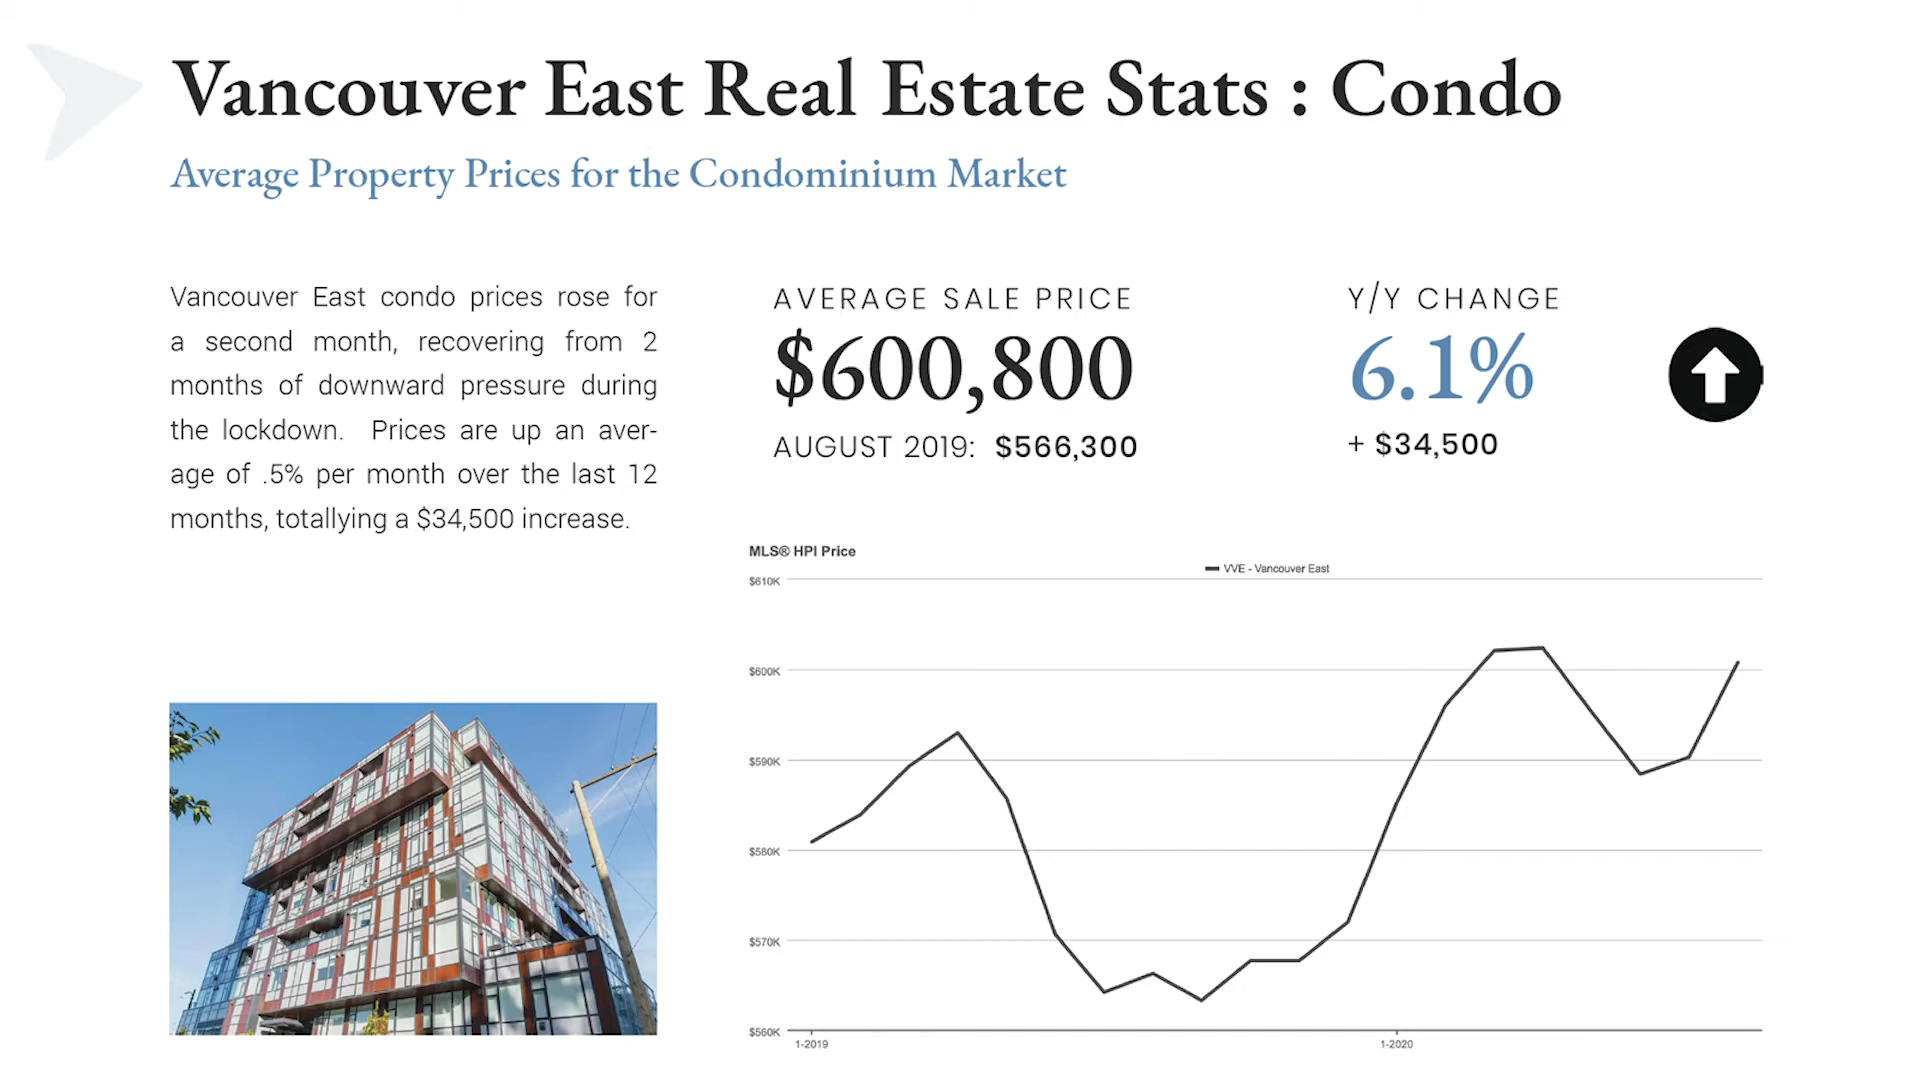 Vancouver East Real Estate Stats : Condo
Average Property Prices for the Condominium Market
Vancouver East condo prices rose for
a second month, recovering from 2
months of downward pressure during
the lockdown. Prices are up an aver-
age of .5% per month over the last 12
months, totallying a $34,500 increase.
AVERAGE SALE PRICE
$600,800
AUGUST 2019: $566,300
Y/Y CHANGE
6.1%
+ $34,500
MLS® HPI Price
VVE - Vancouver East
$610K
$600K
$590K
$580K
$570K
$560K
1-2019
1-2020